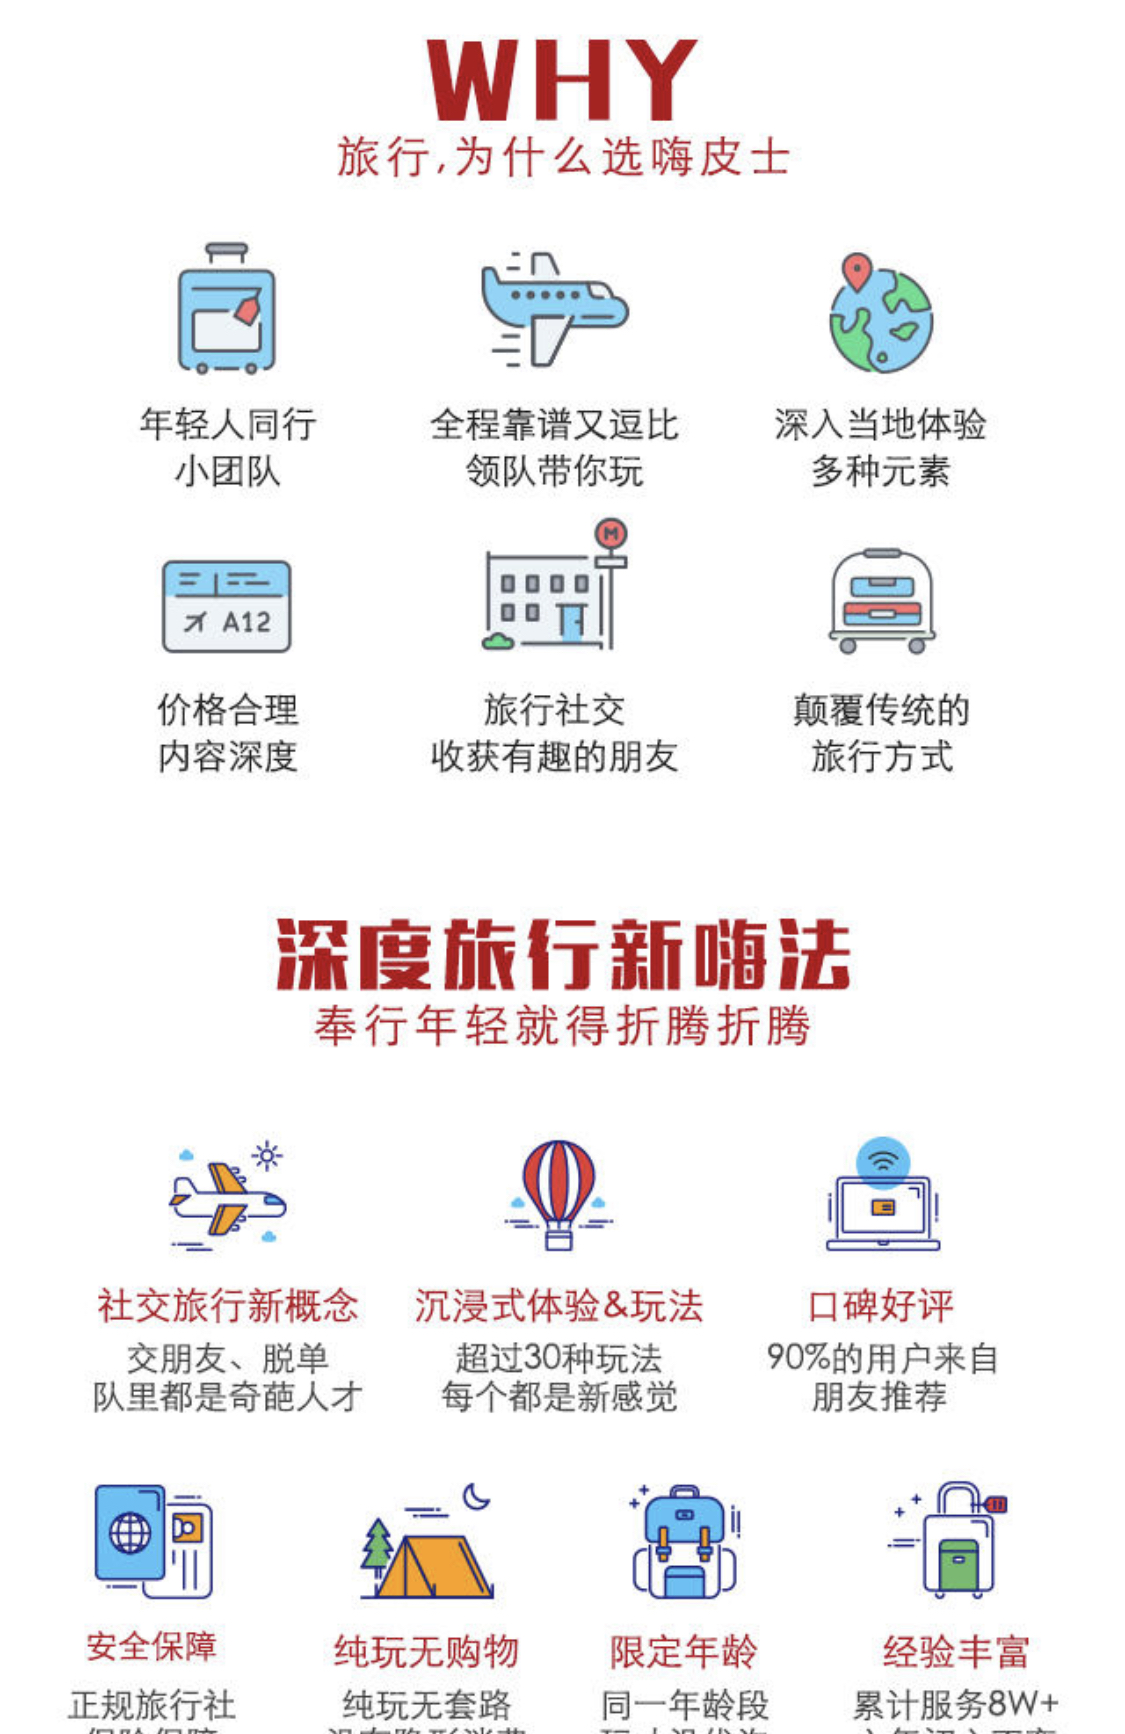 WHY
旅行,为什么选嗨皮士
年轻人同行
小团队
全程靠谱又逗比
领队带你玩
深入当地体验
多种元素
A12
M
价格合理
内容深度
旅行社交
收获有趣的朋友
颠覆传统的
旅行方式
深度旅行新嗨法
奉行年轻就得折腾折腾
社交旅行新概念
交朋友、脱单
队里都是奇葩人才
沉浸式体验&玩法
超过30种玩法
每个都是新感觉
口碑好评
90%的用户来自
朋友推荐
安全保障
正规旅行社
纯玩无购物
纯玩无套路
限定年龄
同一年龄段
经验丰富
累计服务8W+